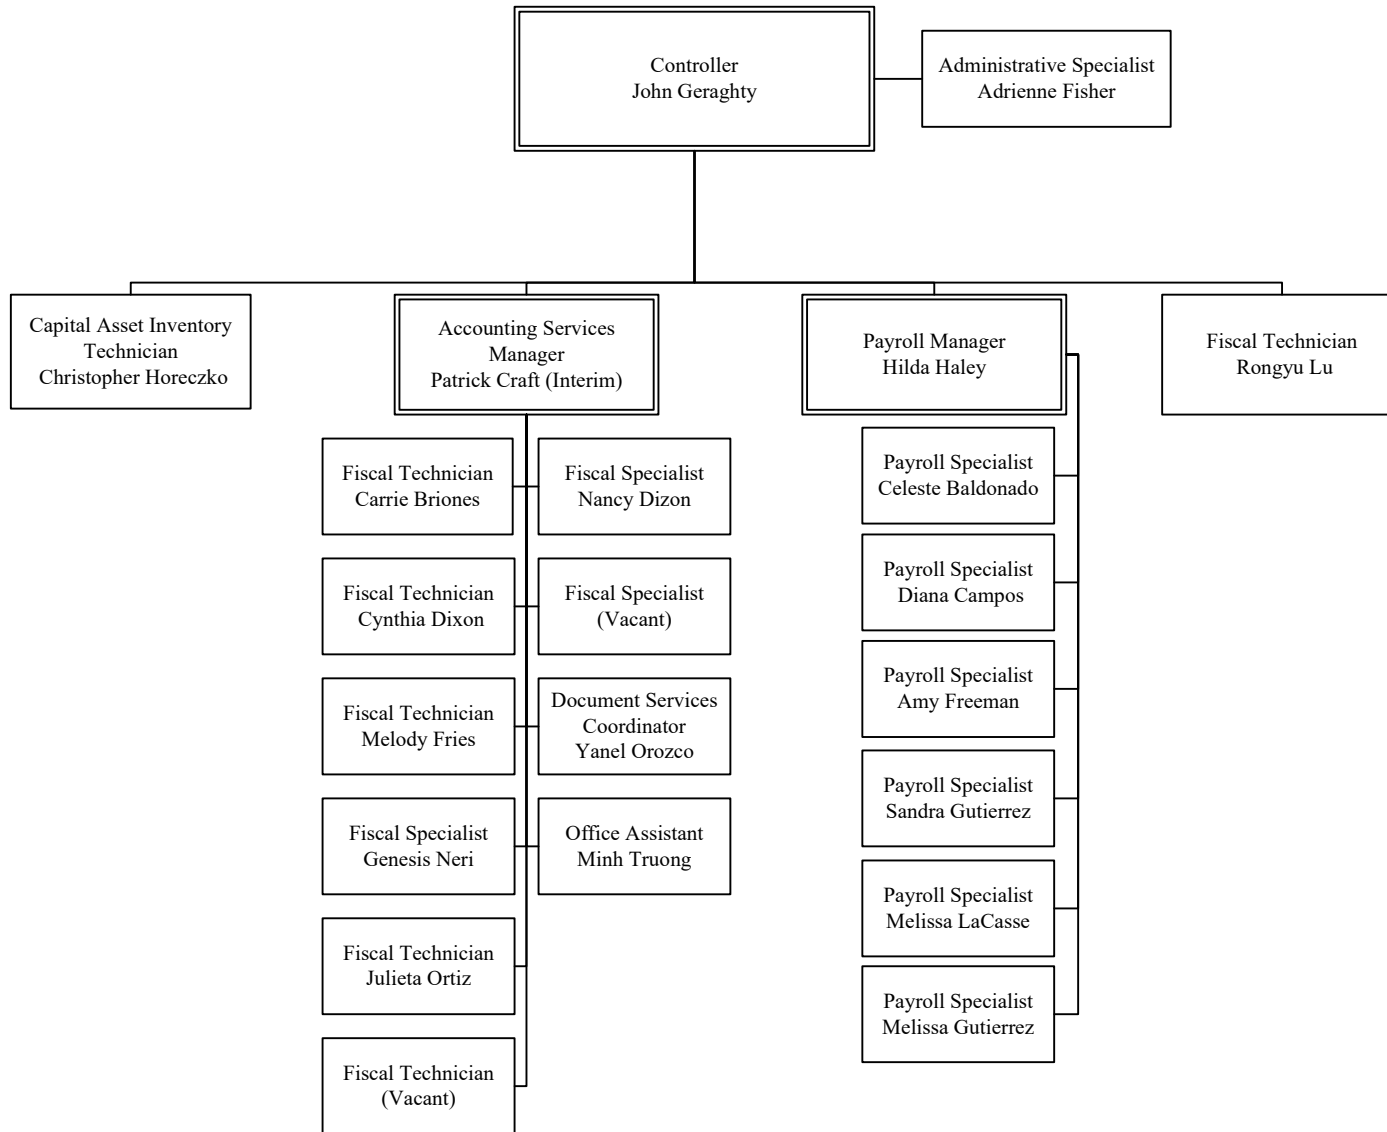 Controller
John Geraghty
Administrative Specialist
Adrienne Fisher
Capital Asset Inventory
Technician
Christopher Horeczko
Accounting Services
Manager
Patrick Craft (Interim)
Payroll Manager
Hilda Haley
Fiscal Technician
Rongyu Lu
Fiscal Technician
Carrie Briones
Fiscal Specialist
Nancy Dizon
Fiscal Technician
Cynthia Dixon
Fiscal Specialist
(Vacant)
Fiscal Technician
Melody Fries
Document Services
Coordinator
Yanel Orozco
Fiscal Specialist
Genesis Neri
Office Assistant
Minh Truong
Fiscal Technician
Julieta Ortiz
Fiscal Technician
(Vacant)
Payroll Specialist
Celeste Baldonado
Payroll Specialist
Diana Campos
Payroll Specialist
Amy Freeman
Payroll Specialist
Sandra Gutierrez
Payroll Specialist
Melissa LaCasse
Payroll Specialist
Melissa Gutierrez